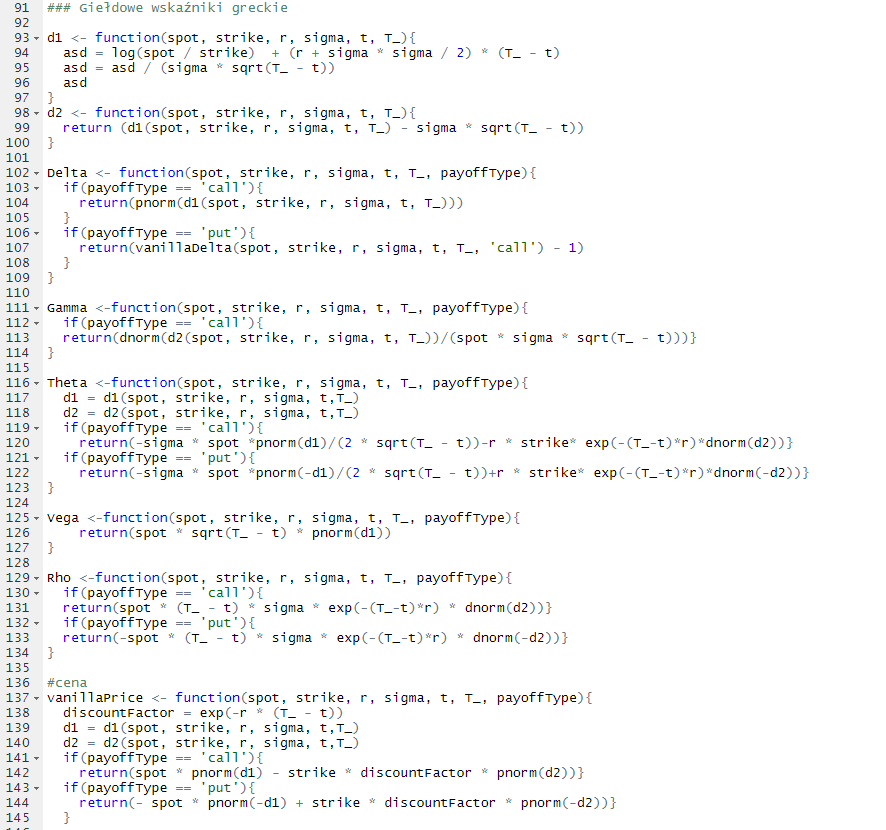 91 ### Giełdowe wskaźniki greckie
92
93 d1 <- function(spot, strike, r, sigma, t, T_){
94   asd = log(spot / strike)  + (r + sigma * sigma / 2) * (T_ - t)
95   asd = asd / (sigma * sqrt(T_ - t))
96   asd
97 }
98 d2 <- function(spot, strike, r, sigma, t, T_){
99   return (d1(spot, strike, r, sigma, t, T_) - sigma * sqrt(T_ - t))
100 }
101
102 Delta <- function(spot, strike, r, sigma, t, T_, payoffType){
103   if(payoffType == 'call'){
104     return(pnorm(d1(spot, strike, r, sigma, t, T_)))
105   }
106   if(payoffType == 'put'){
107     return(vanillaDelta(spot, strike, r, sigma, t, T_, 'call') - 1)
108   }
109 }
110
111 Gamma <-function(spot, strike, r, sigma, t, T_, payoffType){
112   if(payoffType == 'call'){
113   return(dnorm(d2(spot, strike, r, sigma, t, T_))/(spot * sigma * sqrt(T_ - t)))}
114 }
115
116 Theta <-function(spot, strike, r, sigma, t, T_, payoffType){
117   d1 = d1(spot, strike, r, sigma, t,T_)
118   d2 = d2(spot, strike, r, sigma, t,T_)
119   if(payoffType == 'call'){
120     return(-sigma * spot *pnorm(d1)/(2 * sqrt(T_ - t))-r * strike* exp(-(T_-t)*r)*dnorm(d2))}
121   if(payoffType == 'put'){
122     return(-sigma * spot *pnorm(-d1)/(2 * sqrt(T_ - t))+r * strike* exp(-(T_-t)*r)*dnorm(-d2))}
123 }
124
125 Vega <-function(spot, strike, r, sigma, t, T_, payoffType){
126     return(spot * sqrt(T_ - t) * pnorm(d1))
127 }
128
129 Rho <-function(spot, strike, r, sigma, t, T_, payoffType){
130   if(payoffType == 'call'){
131   return(spot * (T_ - t) * sigma * exp(-(T_-t)*r) * dnorm(d2))}
132   if(payoffType == 'put'){
133   return(-spot * (T_ - t) * sigma * exp(-(T_-t)*r) * dnorm(-d2))}
134 }
135
136 #cena
137 vanillaPrice <- function(spot, strike, r, sigma, t, T_, payoffType){
138   discountFactor = exp(-r * (T_ - t))
139   d1 = d1(spot, strike, r, sigma, t,T_)
140   d2 = d2(spot, strike, r, sigma, t,T_)
141   if(payoffType == 'call'){
142     return(spot * pnorm(d1) - strike * discountFactor * pnorm(d2))}
143   if(payoffType == 'put'){
144     return(- spot * pnorm(-d1) + strike * discountFactor * pnorm(-d2))}
145   }